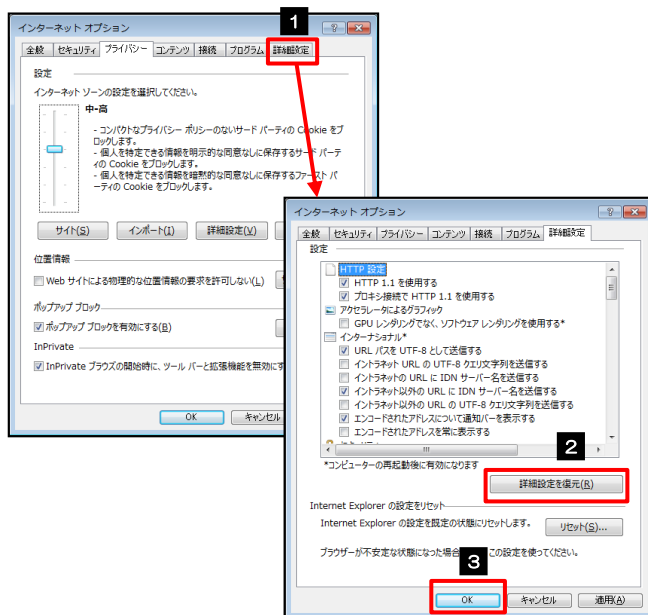 1
インターネット オプション
全般 セキュリティ プライバシー コンテンツ 接続 プログラム 詳細設定
設定
インターネット ゾーンの設定を選択してください。
中-高
- コンパクトなプライバシー ポリシーのないサード パーティの Cookie をブ
ロックします。
- 個人を特定できる情報を明示的な同意なしに保存するサード パーテ
ィの Cookie をブロックします。
- 個人を特定できる情報を暗黙的な同意なしに保存するファースト パ
ーティの Cookie をブロックします。
サイト(S) インポート(I) 詳細設定(V)
位置情報
Web サイトによる物理的な位置情報の要求を許可しない(L)
ポップアップ ブロック
ポップアップ ブロックを有効にする(B)
InPrivate
InPrivate ブラウズの開始時に、ツール バーと拡張機能を無効にす
OK キャンセル
インターネット オプション
全般 セキュリティ プライバシー コンテンツ 接続 プログラム 詳細設定
設定
HTTP 設定
HTTP 1.1 を使用する
プロキシ接続で HTTP 1.1 を使用する
アクセラレータによるグラフィック
GPU レンダリングでなく、ソフトウェア レンダリングを使用する*
インターナショナル*
URL パスを UTF-8 として送信する
イントラネット URL の UTF-8 クエリ文字列を送信する
イントラネットの URL に IDN サーバー名を送信する
イントラネット以外の URL に IDN サーバー名を送信する
イントラネット以外の URL の UTF-8 クエリ文字列を送信する
エンコードされたアドレスについて通知バーを表示する
エンコードされたアドレスを常に表示する
2
*コンピューターの再起動後に有効になります
詳細設定を復元(R)
Internet Explorer の設定をリセット
Internet Explorer の設定を既定の状態にリセットします。 リセット(S)...
ブラウザーが不安定な状態になった場合 この設定を使ってください。
3
OK キャンセル 適用(A)